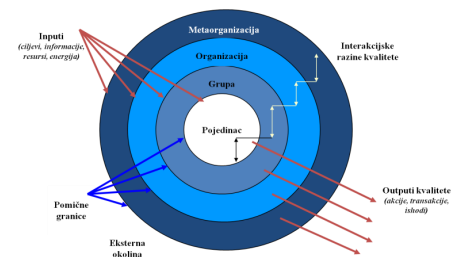 Metaorganizacija
Inputi
(ciljevi, informacije,
resursi, energija)
Interakcijske
razine kvalitete
Organizacija
Grupa
Pojedinac
Outputi kvalitete
(akcije, transakcije,
ishodi)
Pomične
granice
Eksterna
okolina